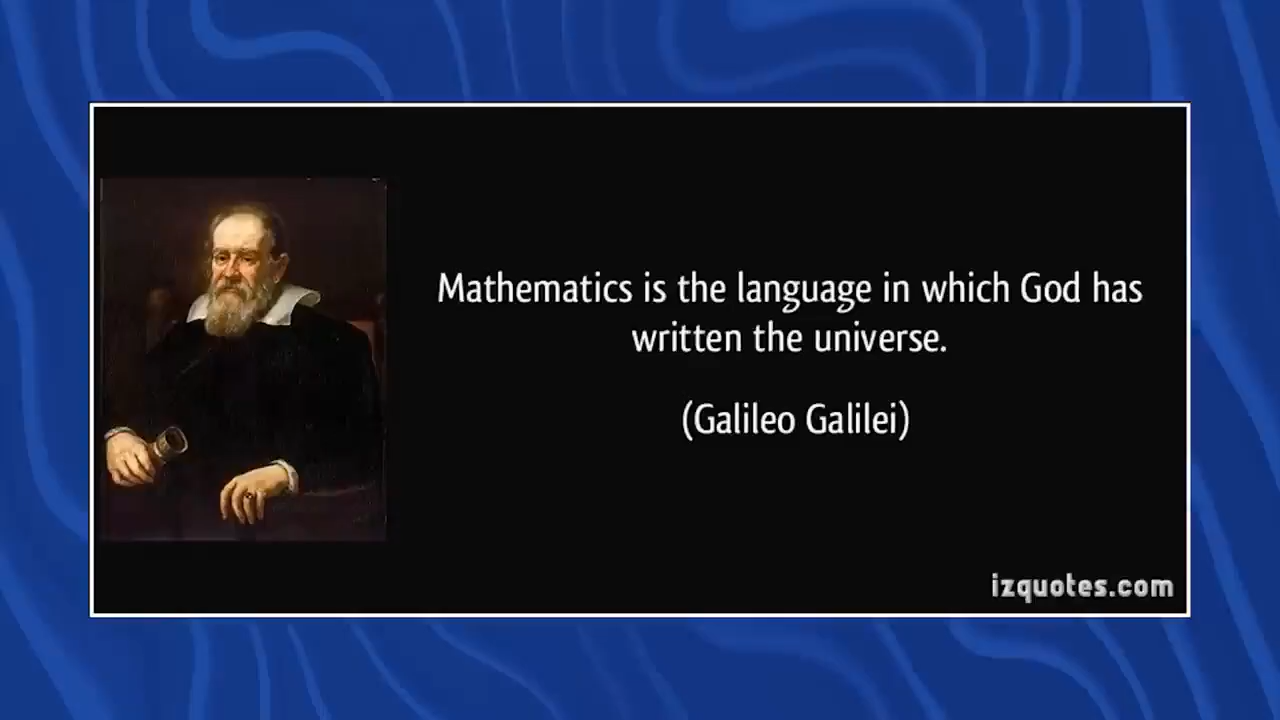 Mathematics is the language in which God has
written the universe.
(Galileo Galilei)
izquotes.com